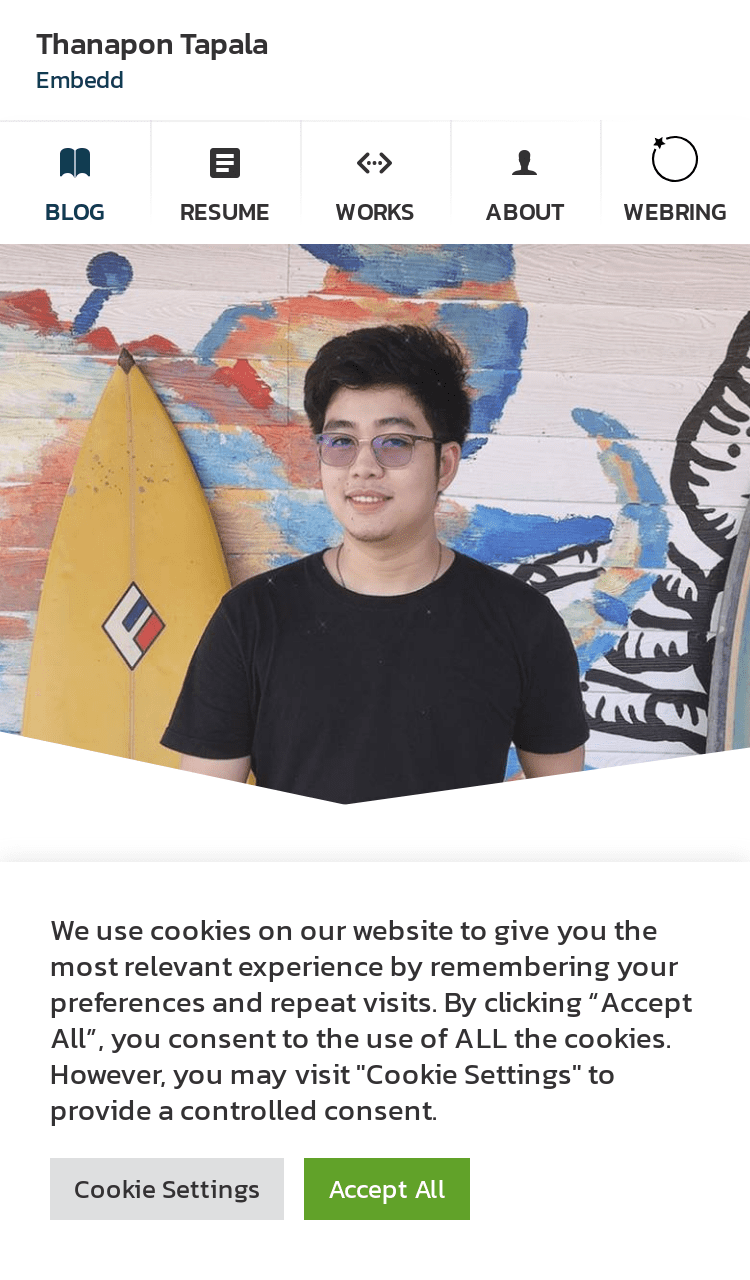 Thanapon Tapala
Embedd
BLOG
RESUME
WORKS
ABOUT
WEBRING
We use cookies on our website to give you the
most relevant experience by remembering your
preferences and repeat visits. By clicking “Accept
All”, you consent to the use of ALL the cookies.
However, you may visit "Cookie Settings" to
provide a controlled consent.
Cookie Settings
Accept All